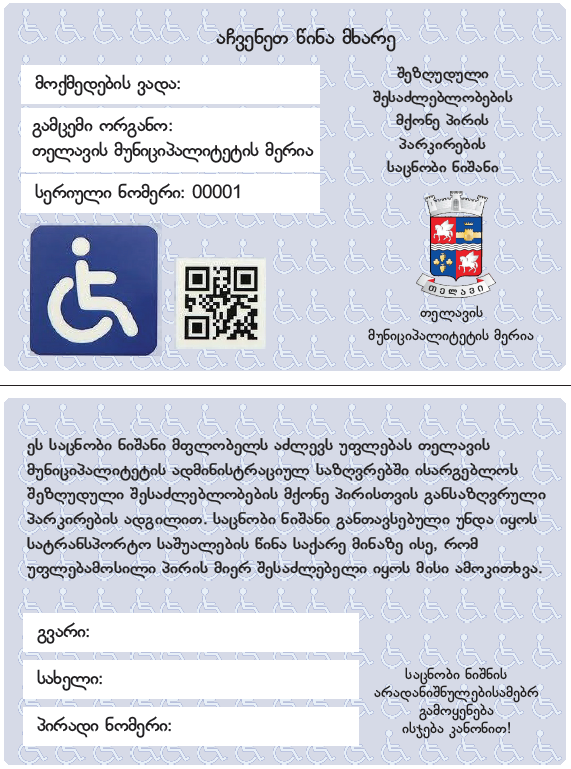 აჩვენეთ წინა მხარე
მოქმედების ვადა:
გამცემი ორგანო:
თელავის მუნიციპალიტეტის მერია
სერიული ნომერი: 00001
შეზღუდული
შესაძლებლობების
მქონე პირის
პარკირების
საცნობი ნიშანი
თელავი
თელავის
მუნიციპალიტეტის მერია
ეს საცნობი ნიშანი მფლობელს აძლევს უფლებას თელავის
მუნიციპალიტეტის ადმინისტრაციულ საზღვრებში ისარგებლოს
შეზღუდული შესაძლებლობების მქონე პირისთვის განსაზღვრული
პარკირების ადგილით. საცნობი ნიშანი განთავსებული უნდა იყოს
სატრანსპორტო საშუალების წინა საქარე მინაზე ისე, რომ
უფლებამოსილი პირის მიერ შესაძლებელი იყოს მისი ამოკითხვა.
გვარი:
სახელი:
პირადი ნომერი:
საცნობი ნიშნის
არადანიშნულებისამებრ
გამოყენება
ისჯება კანონით!